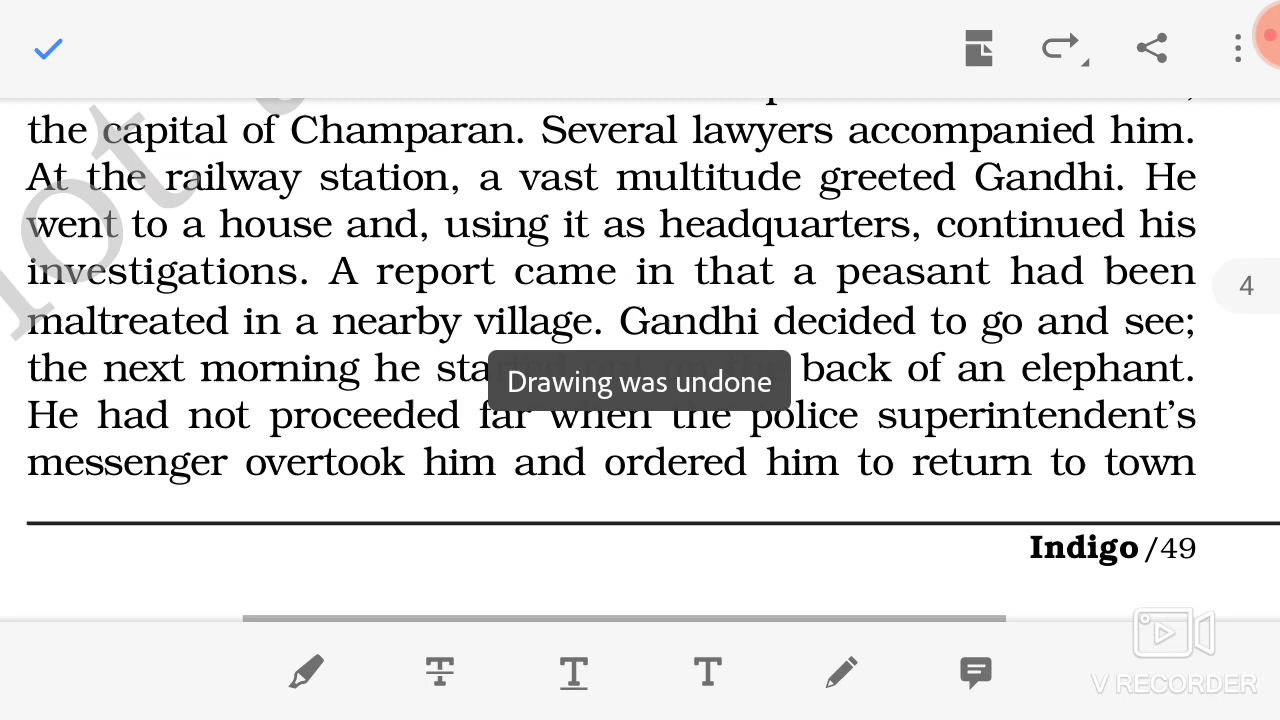 the capital of Champaran. Several lawyers accompanied him.
At the railway station, a vast multitude greeted Gandhi. He
went to a house and, using it as headquarters, continued his
investigations. A report came in that a peasant had been
4
maltreated in a nearby village. Gandhi decided to go and see;
the next morning he sta back of an elephant.
Drawing was undone
He had not proceeded far when the police superintendent’s
messenger overtook him and ordered him to return to town
Indigo/49
not
V RECORDER